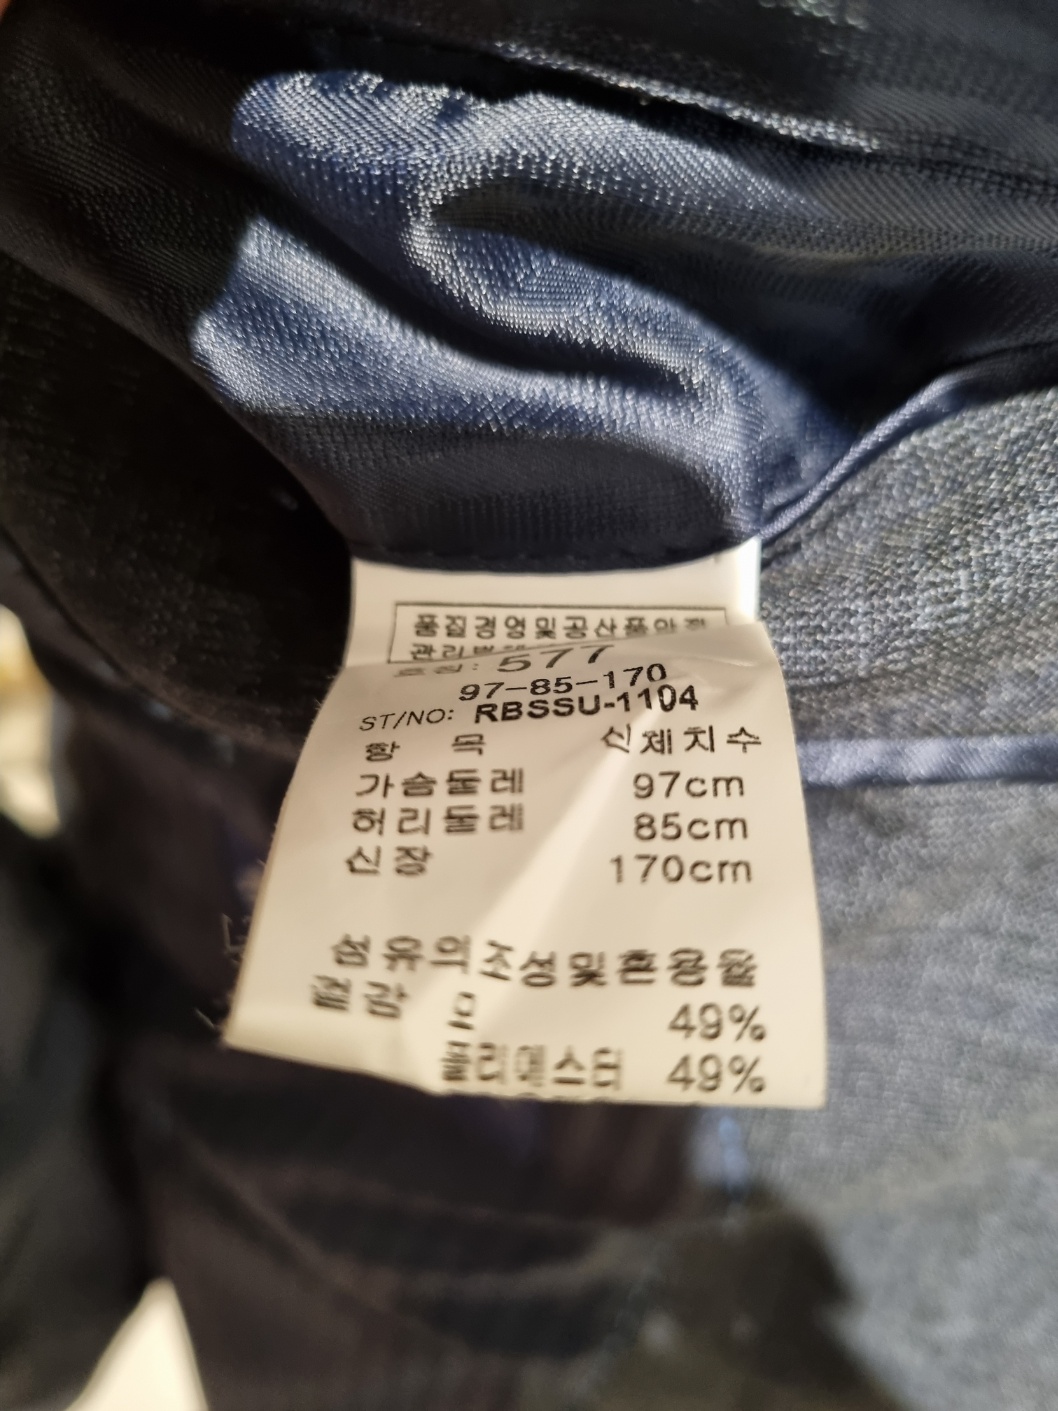 품질경영및공산품안전
관리법
호칭: 577
97-85-170
ST/NO: RBSSU-1104
항 목 신체치수
가슴둘레 97cm
허리둘레 85cm
신장 170cm
섬유의조성및혼용율
겉감 모 49%
폴리에스터 49%